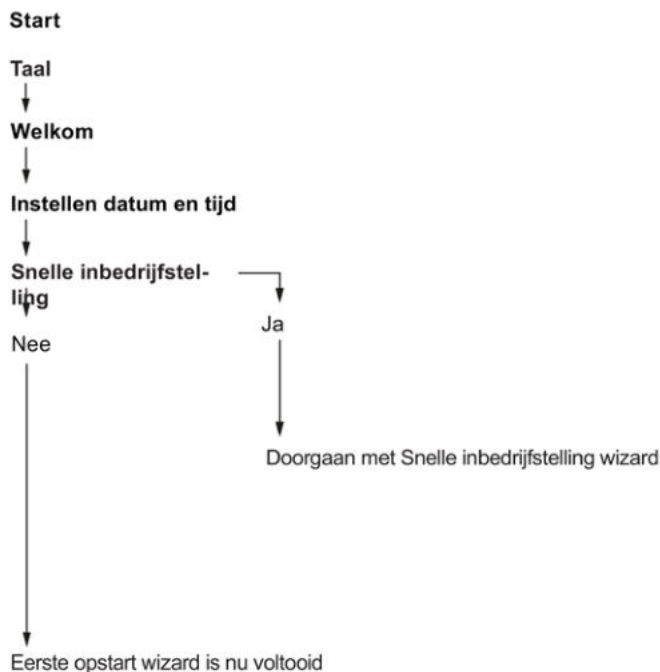 Start
Taal
Welkom
Instellen datum en tijd
Snelle inbedrijfstel-
ling
Ja
Nee
Doorgaan met Snelle inbedrijfstelling wizard
Eerste opstart wizard is nu voltooid